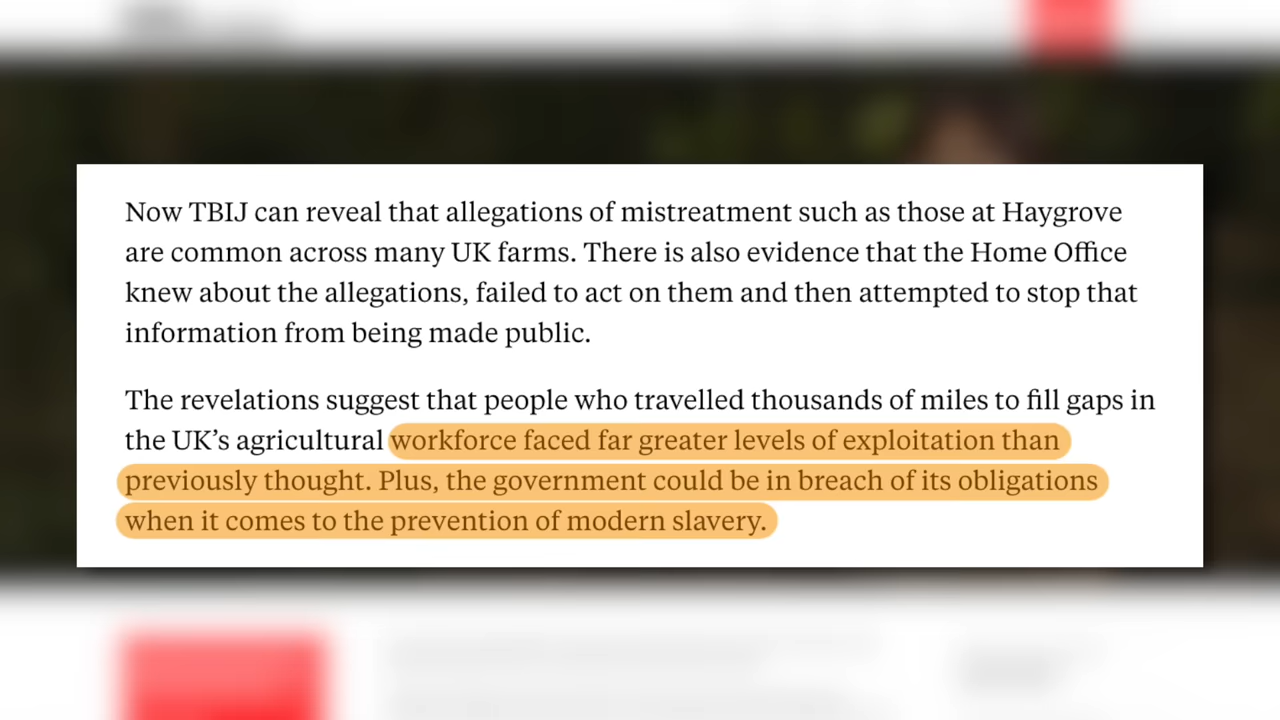 Now TBIJ can reveal that allegations of mistreatment such as those at Haygrove
are common across many UK farms. There is also evidence that the Home Office
knew about the allegations, failed to act on them and then attempted to stop that
information from being made public.
The revelations suggest that people who travelled thousands of miles to fill gaps in
the UK’s agricultural workforce faced far greater levels of exploitation than
previously thought. Plus, the government could be in breach of its obligations
when it comes to the prevention of modern slavery.